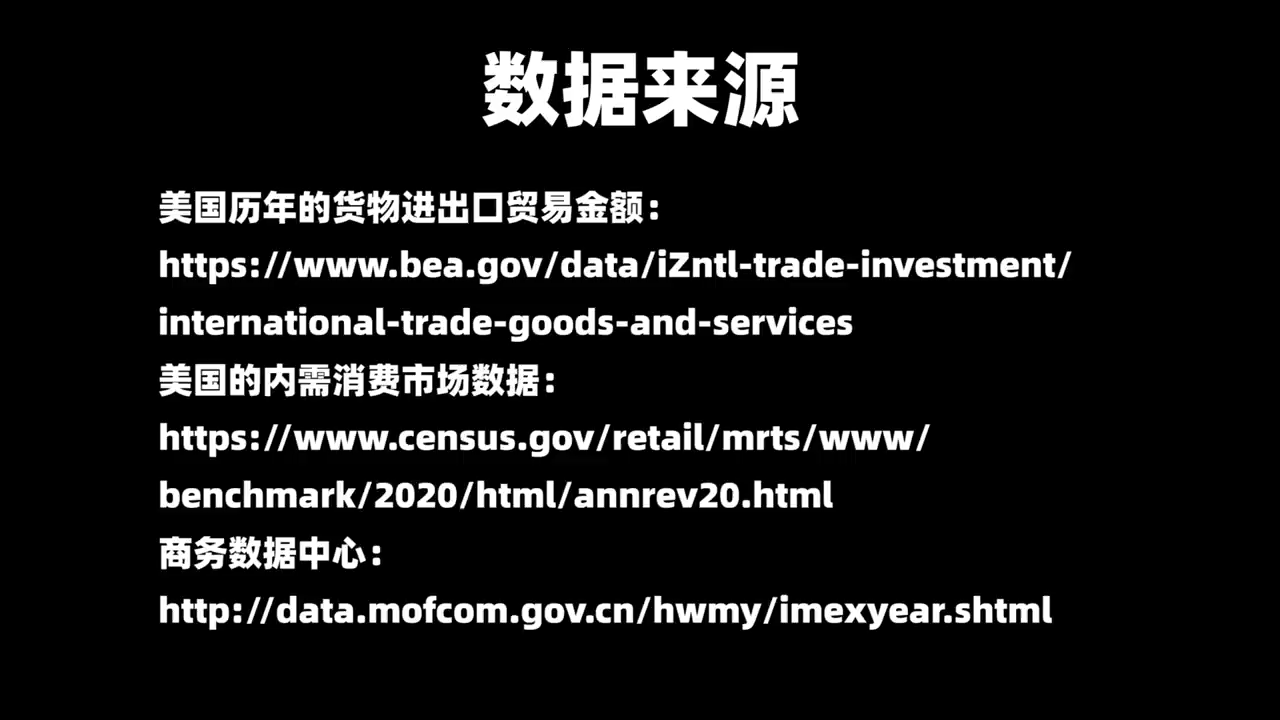 数据来源
美国历年的货物进出口贸易金额：
https://www.bea.gov/data/iZntl-trade-investment/
international-trade-goods-and-services
美国的内需消费市场数据：
https://www.census.gov/retail/mrts/www/
benchmark/2020/html/annrev20.html
商务数据中心：
http://data.mofcom.gov.cn/hwmy/imexyear.shtml